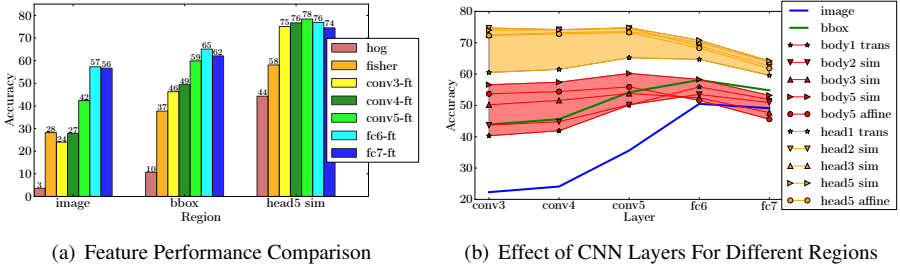 80
70
60
50
40
30
20
10
0
Accuracy
3
28
24
27
42
57
56
10
37
46
49
59
65
62
44
58
75
76
78
76
74
image
bbox
head5 sim
Region
hog
fisher
conv3-ft
conv4-ft
conv5-ft
fc6-ft
fc7-ft
(a) Feature Performance Comparison
80
70
60
50
40
30
20
Accuracy
conv3
conv4
conv5
fc6
fc7
Layer
image
bbox
body1 trans
body2 sim
body3 sim
body5 sim
body5 affine
head1 trans
head2 sim
head3 sim
head5 sim
head5 affine
(b) Effect of CNN Layers For Different Regions